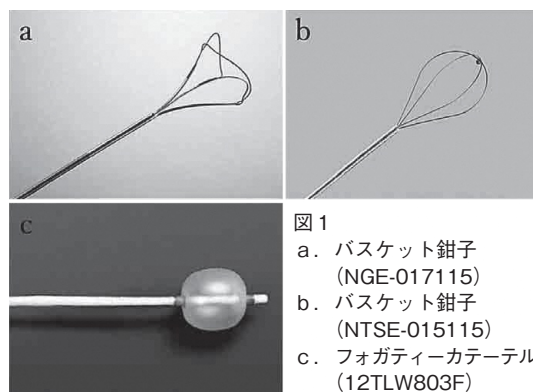 a
b
c
図1
a．バスケット鉗子
(NGE-017115)
b．バスケット鉗子
(NTSE-015115)
c．フォガティーカテーテル
(12TLW803F)